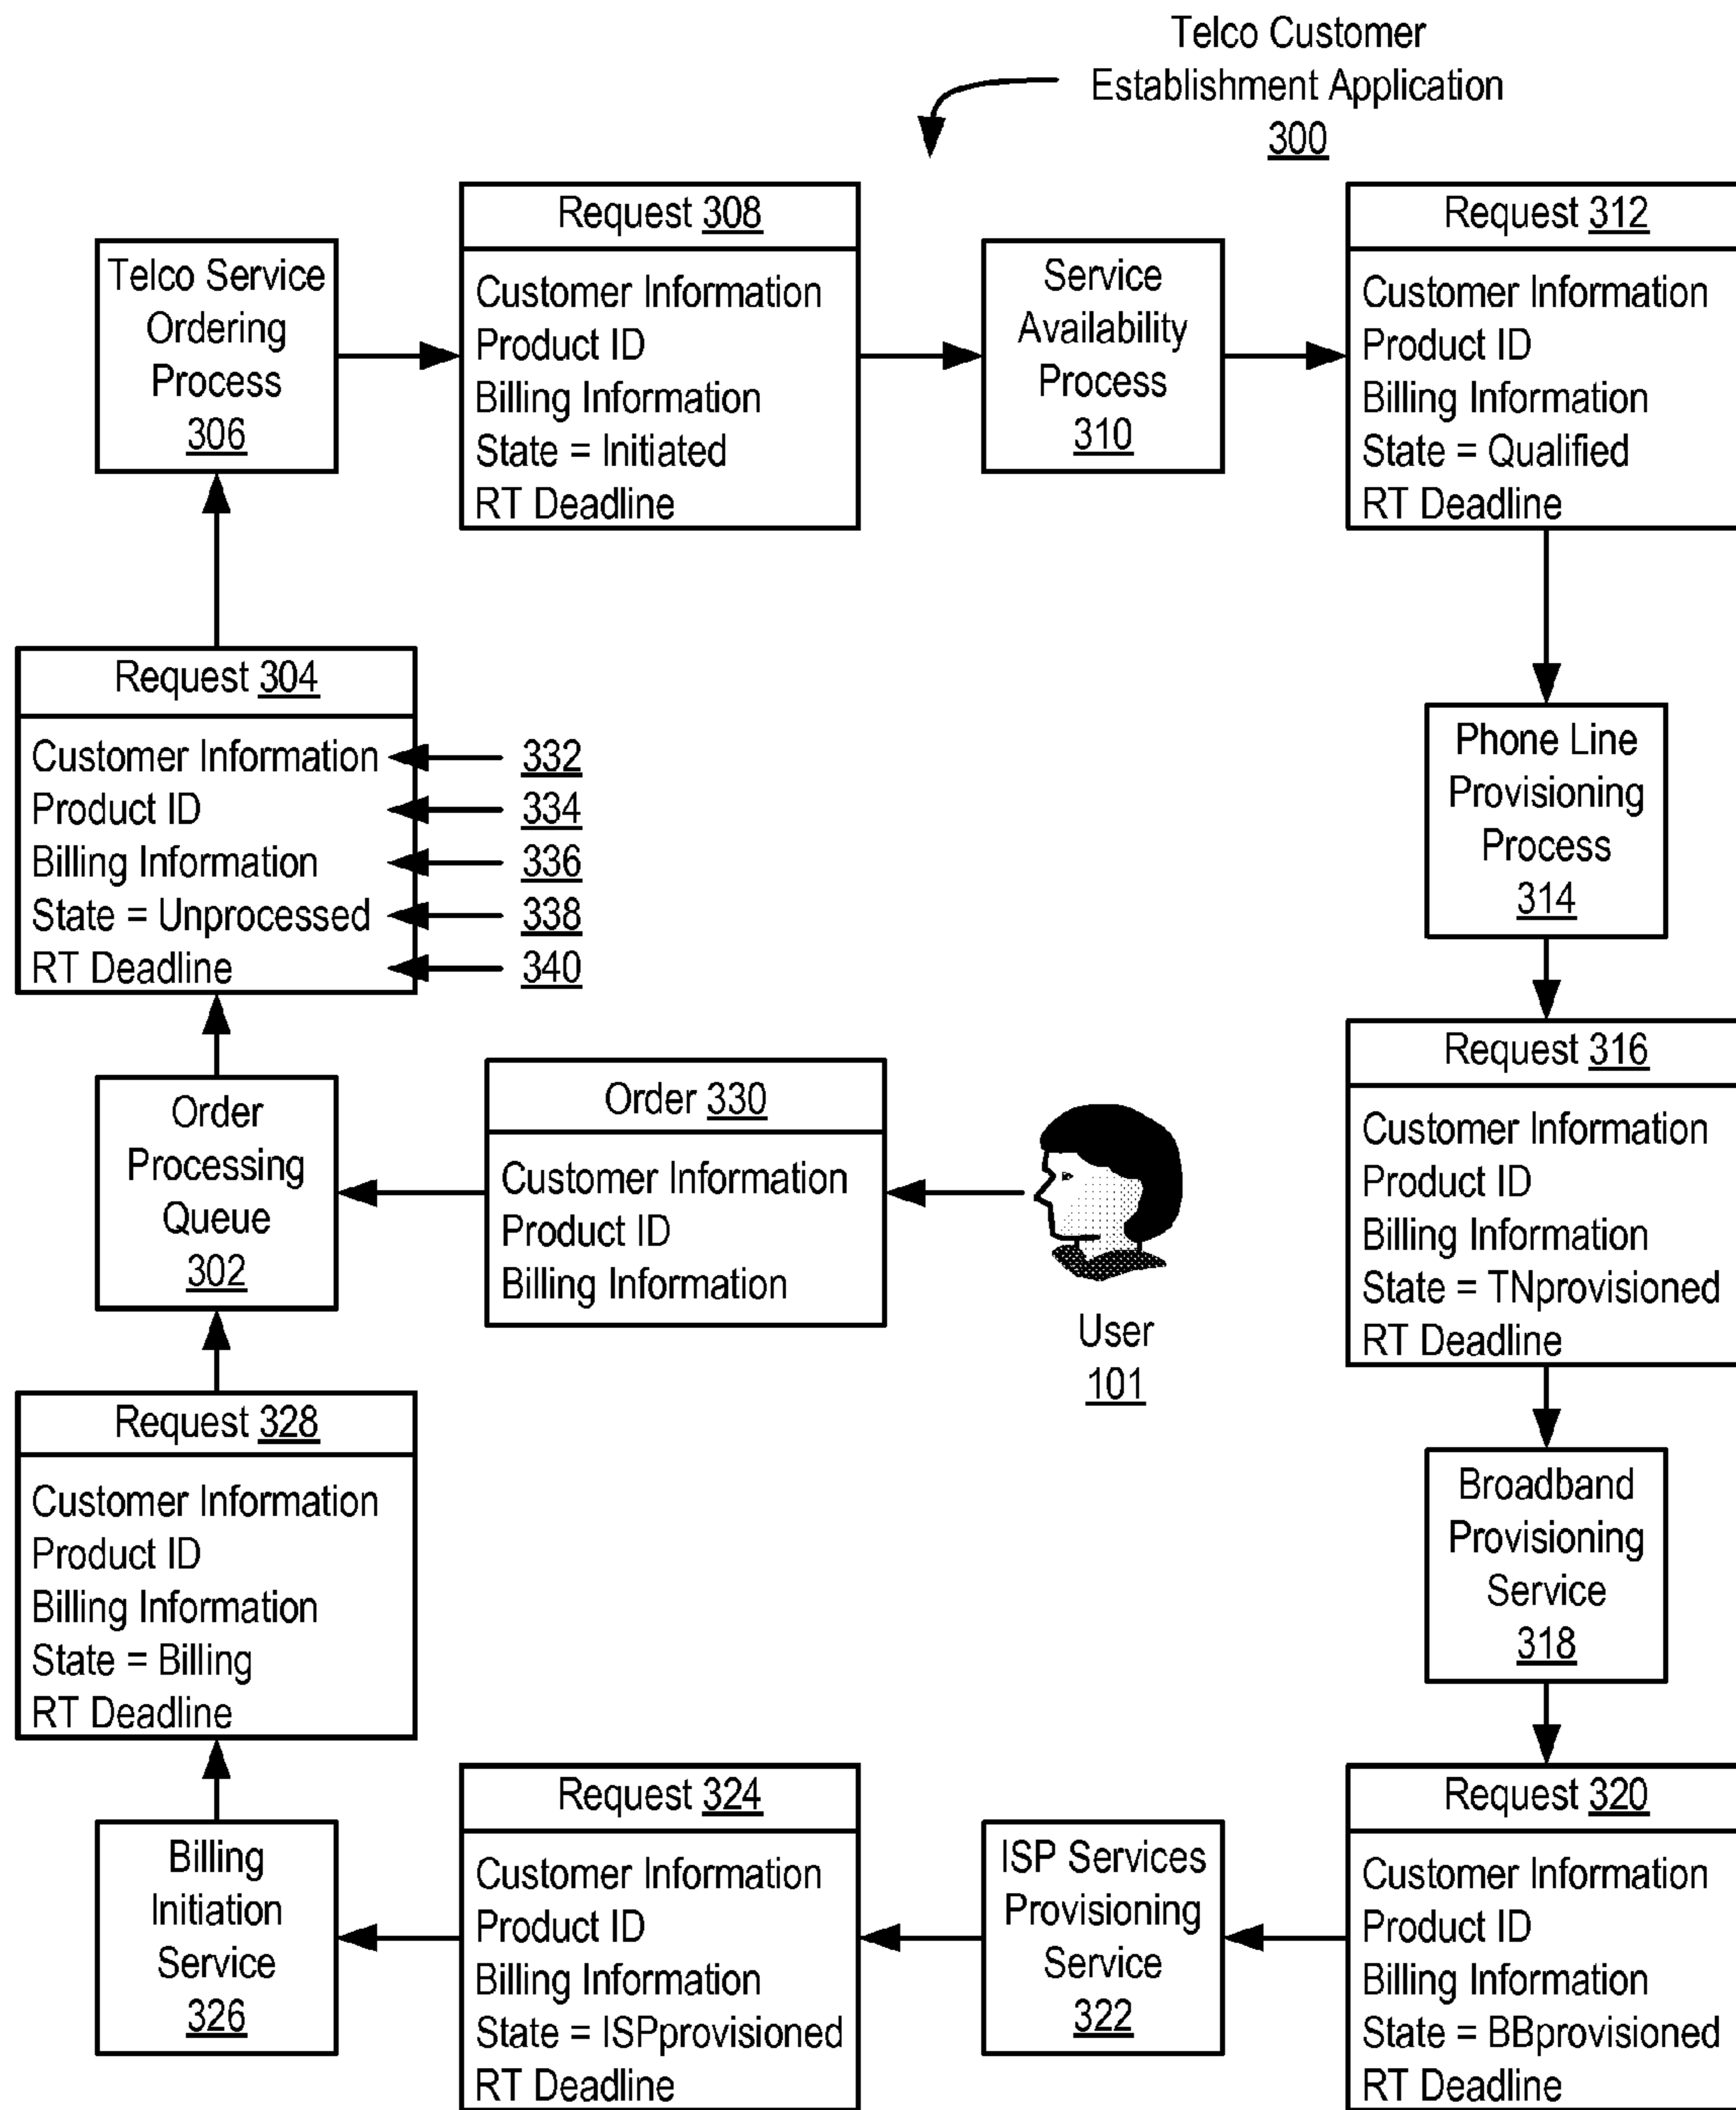 Telco Customer
Establishment Application
300
Request 308
Customer Information
Product ID
Billing Information
State = Initiated
RT Deadline
Request 312
Customer Information
Product ID
Billing Information
State = Qualified
RT Deadline
Telco Service
Ordering
Process
306
Service
Availability
Process
310
Request 304
Customer Information
Product ID
Billing Information
State = Unprocessed
RT Deadline
332
334
336
338
340
Phone Line
Provisioning
Process
314
Request 316
Customer Information
Product ID
Billing Information
State = TNprovisioned
RT Deadline
Order
Processing
Queue
302
Order 330
Customer Information
Product ID
Billing Information
User
101
Request 328
Customer Information
Product ID
Billing Information
State = Billing
RT Deadline
Broadband
Provisioning
Service
318
Billing
Initiation
Service
326
Request 324
Customer Information
Product ID
Billing Information
State = ISPprovisioned
RT Deadline
ISP Services
Provisioning
Service
322
Request 320
Customer Information
Product ID
Billing Information
State = BBprovisioned
RT Deadline